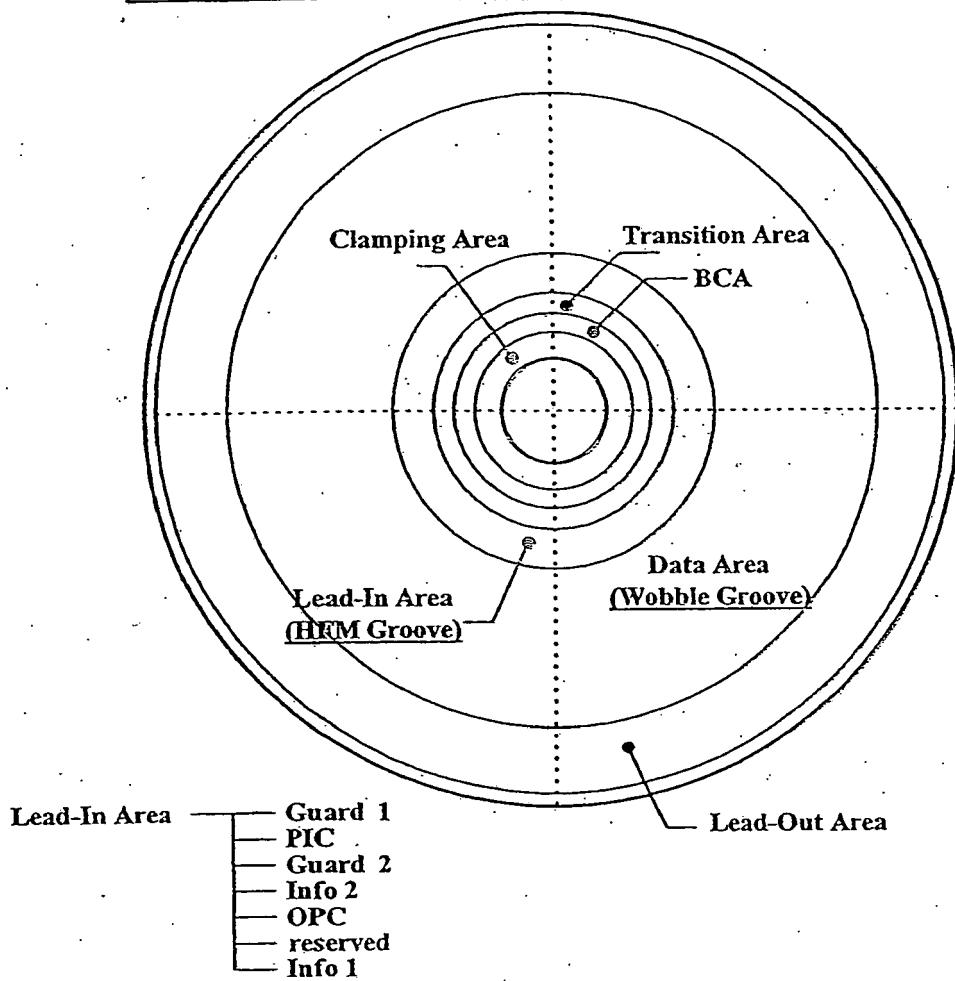 Clamping Area
Transition Area
BCA
Data Area
(Wobble Groove)
Lead-In Area
(HFM Groove)
Lead-In Area
Guard 1
PIC
Guard 2
Info 2
OPC
reserved
Info 1
Lead-Out Area